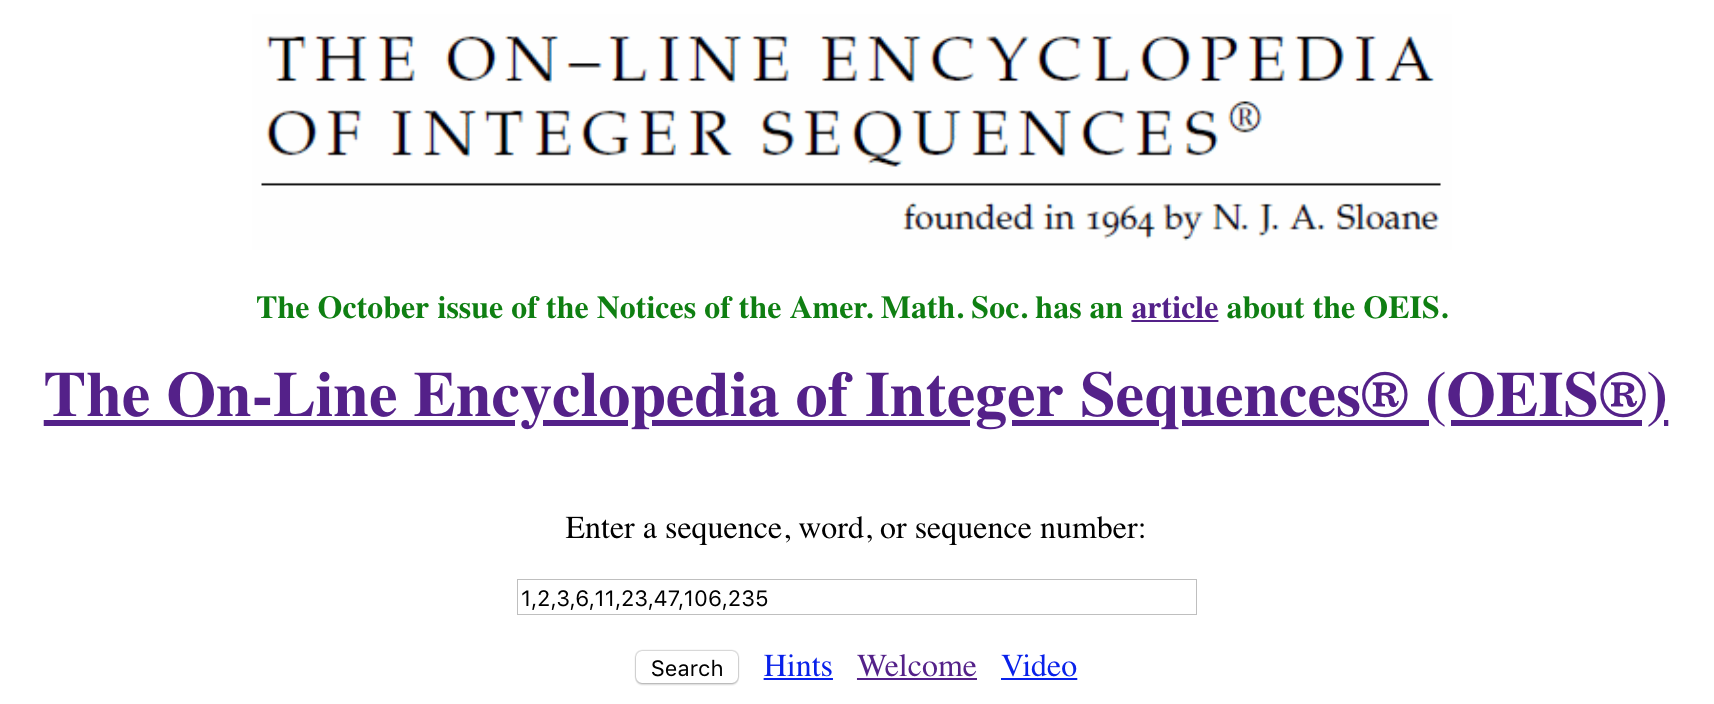 THE ON–LINE ENCYCLOPEDIA
OF INTEGER SEQUENCES®
founded in 1964 by N. J. A. Sloane
The October issue of the Notices of the Amer. Math. Soc. has an article about the OEIS.
The On-Line Encyclopedia of Integer Sequences® (OEIS®)
Enter a sequence, word, or sequence number:
1,2,3,6,11,23,47,106,235
Search Hints Welcome Video